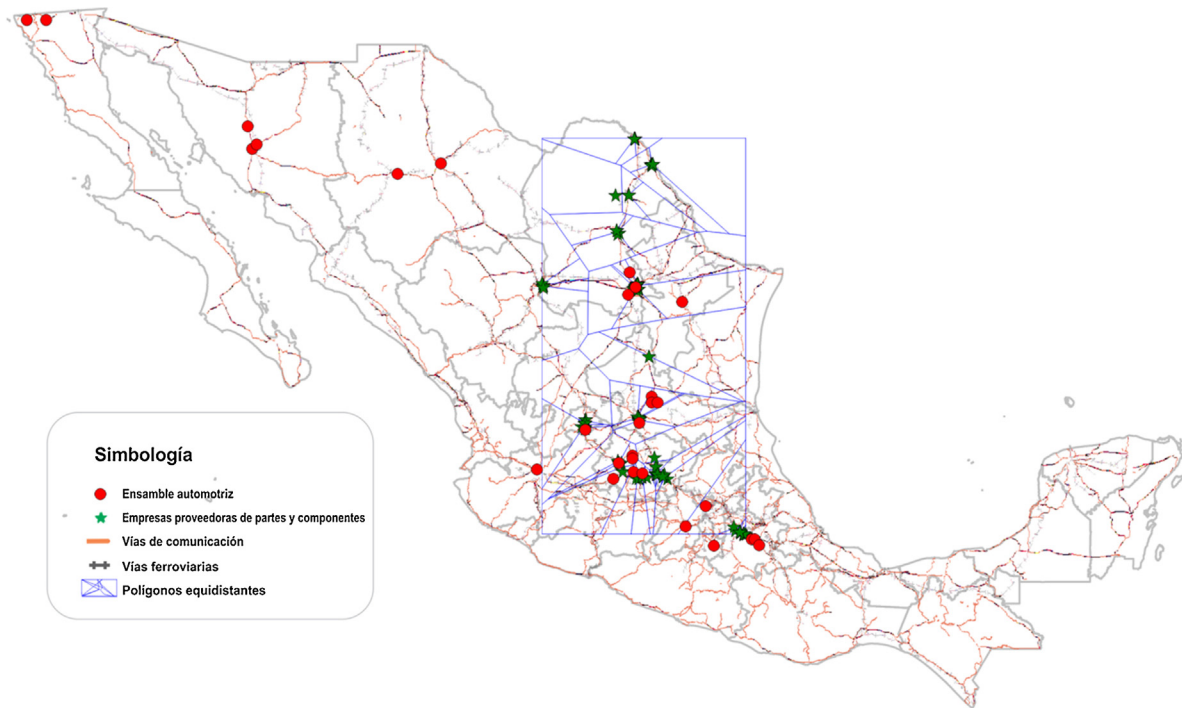 Simbología
Ensamble automotriz
Empresas proveedoras de partes y componentes
Vías de comunicación
Vías ferroviarias
Polígonos equidistantes